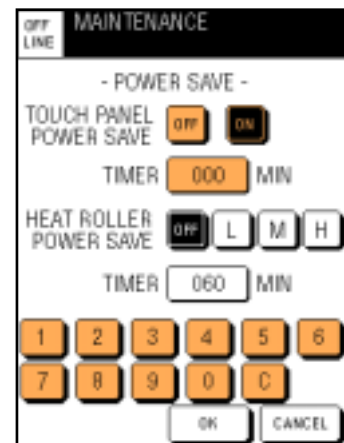 OFF LINE MAINTENANCE
- POWER SAVE -
TOUCH PANEL POWER SAVE OFF ON
TIMER 000 MIN
HEAT ROLLER POWER SAVE OFF L M H
TIMER 060 MIN
1 2 3 4 5 6
7 8 9 0 C
OK CANCEL